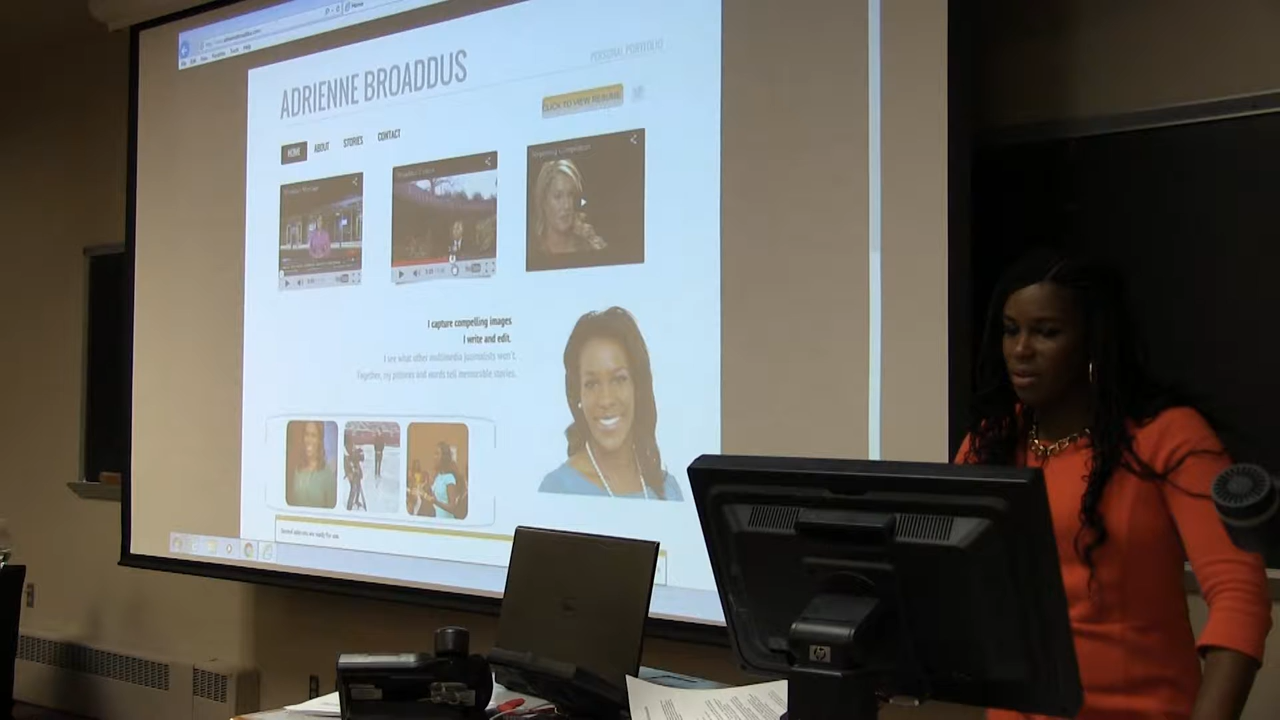 ADRIENNE BROADDUS
PERSONAL PORTFOLIO
CLICK TO VIEW RESUME
HOME
ABOUT
STORIES
CONTACT
I capture compelling images
I write and edit.
I see what other multimedia journalists won't.
Together, my pictures and words tell memorable stories.
hp